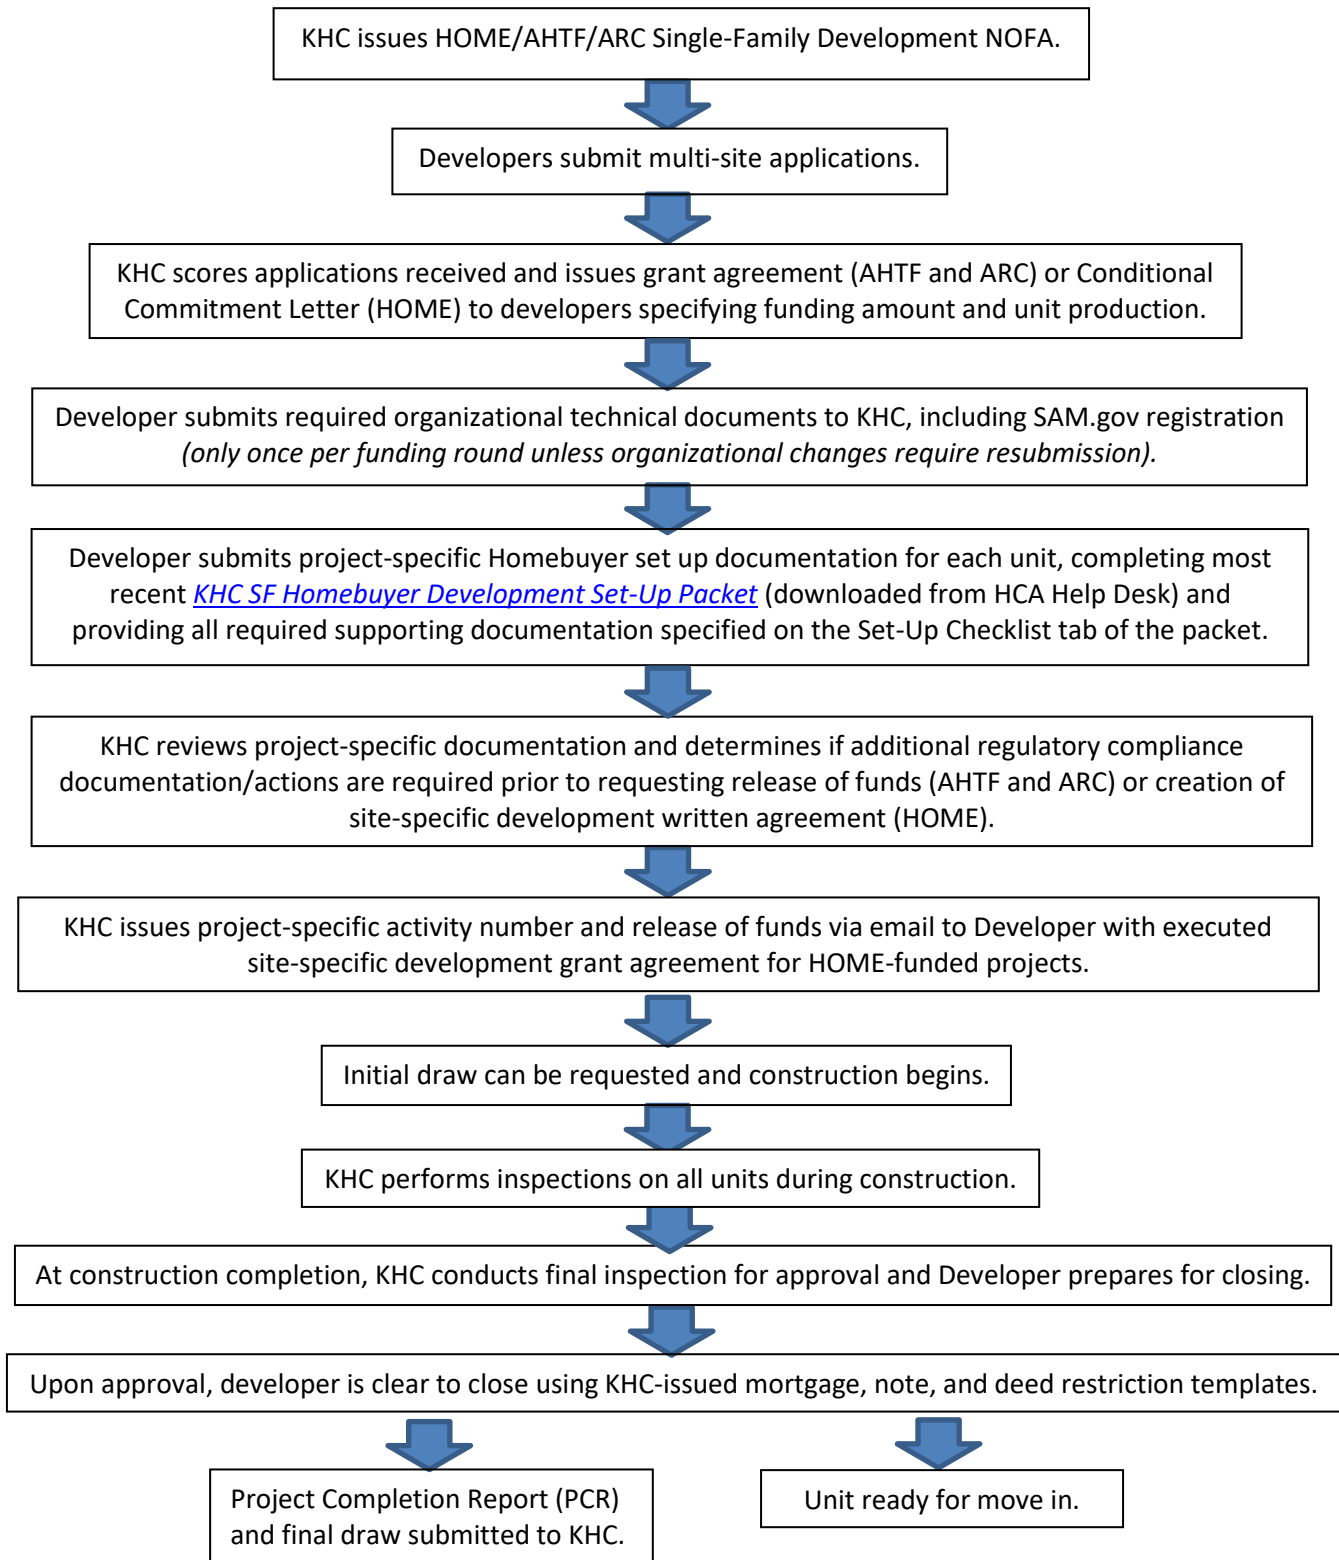 KHC issues HOME/AHTF/ARC Single-Family Development NOFA.
Developers submit multi-site applications.
KHC scores applications received and issues grant agreement (AHTF and ARC) or Conditional
Commitment Letter (HOME) to developers specifying funding amount and unit production.
Developer submits required organizational technical documents to KHC, including SAM.gov registration
(only once per funding round unless organizational changes require resubmission).
Developer submits project-specific Homebuyer set up documentation for each unit, completing most
recent KHC SF Homebuyer Development Set-Up Packet (downloaded from HCA Help Desk) and
providing all required supporting documentation specified on the Set-Up Checklist tab of the packet.
KHC reviews project-specific documentation and determines if additional regulatory compliance
documentation/actions are required prior to requesting release of funds (AHTF and ARC) or creation of
site-specific development written agreement (HOME).
KHC issues project-specific activity number and release of funds via email to Developer with executed
site-specific development grant agreement for HOME-funded projects.
Initial draw can be requested and construction begins.
KHC performs inspections on all units during construction.
At construction completion, KHC conducts final inspection for approval and Developer prepares for closing.
Upon approval, developer is clear to close using KHC-issued mortgage, note, and deed restriction templates.
Project Completion Report (PCR)
and final draw submitted to KHC.
Unit ready for move in.